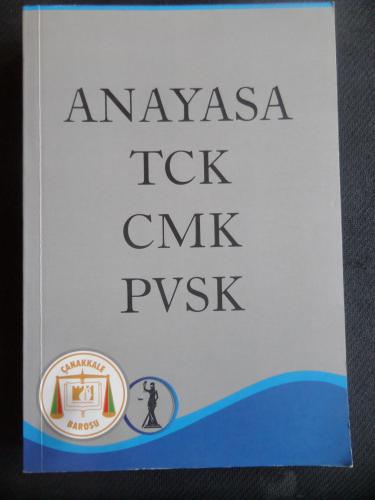 ANAYASA
TCK
CMK
PVSK
ÇANAKKALE
BAROSU